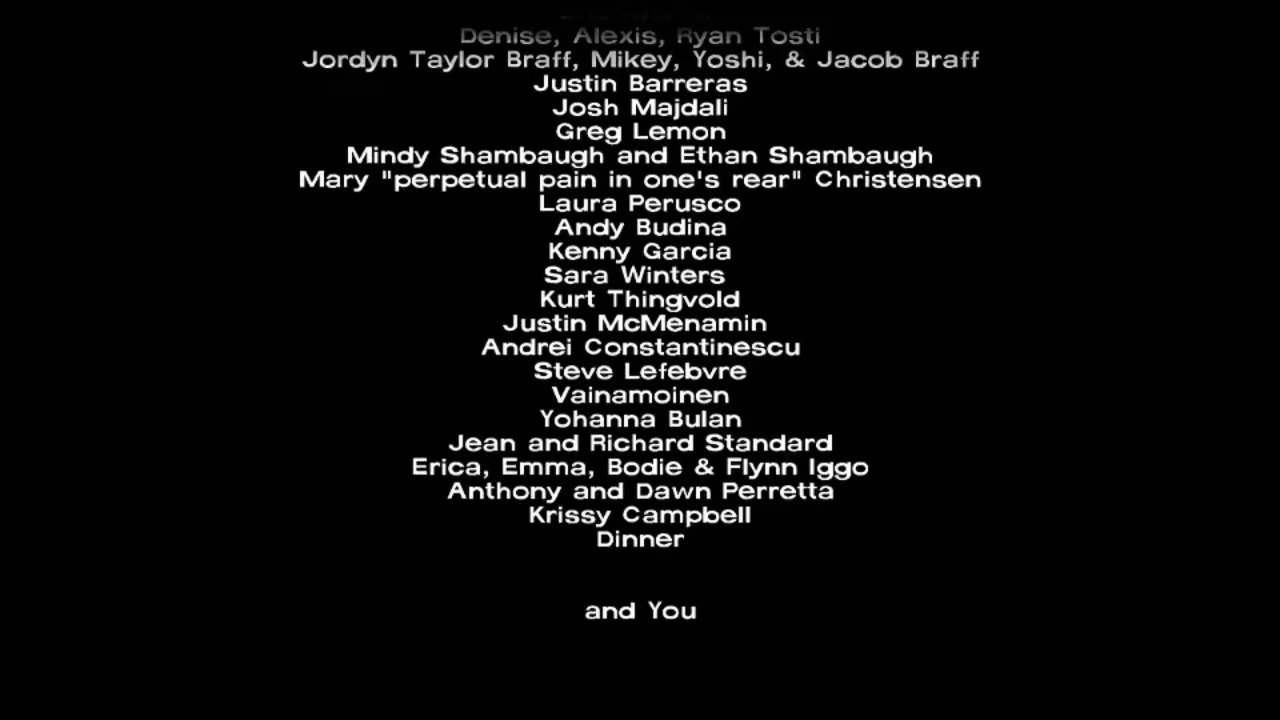 Denise, Alexis, Ryan Tosti
Jordyn Taylor Braff, Mikey, Yoshi, & Jacob Braff
Justin Barreras
Josh Majdali
Greg Lemon
Mindy Shambaugh and Ethan Shambaugh
Mary "perpetual pain in one's rear" Christensen
Laura Perusco
Andy Budina
Kenny Garcia
Sara Winters
Kurt Thingvold
Justin McMenamin
Andrei Constantinescu
Steve Lefebvre
Vainamoinen
Yohanna Bulan
Jean and Richard Standard
Erica, Emma, Bodie & Flynn Iggo
Anthony and Dawn Perretta
Krissy Campbell
Dinner
and You